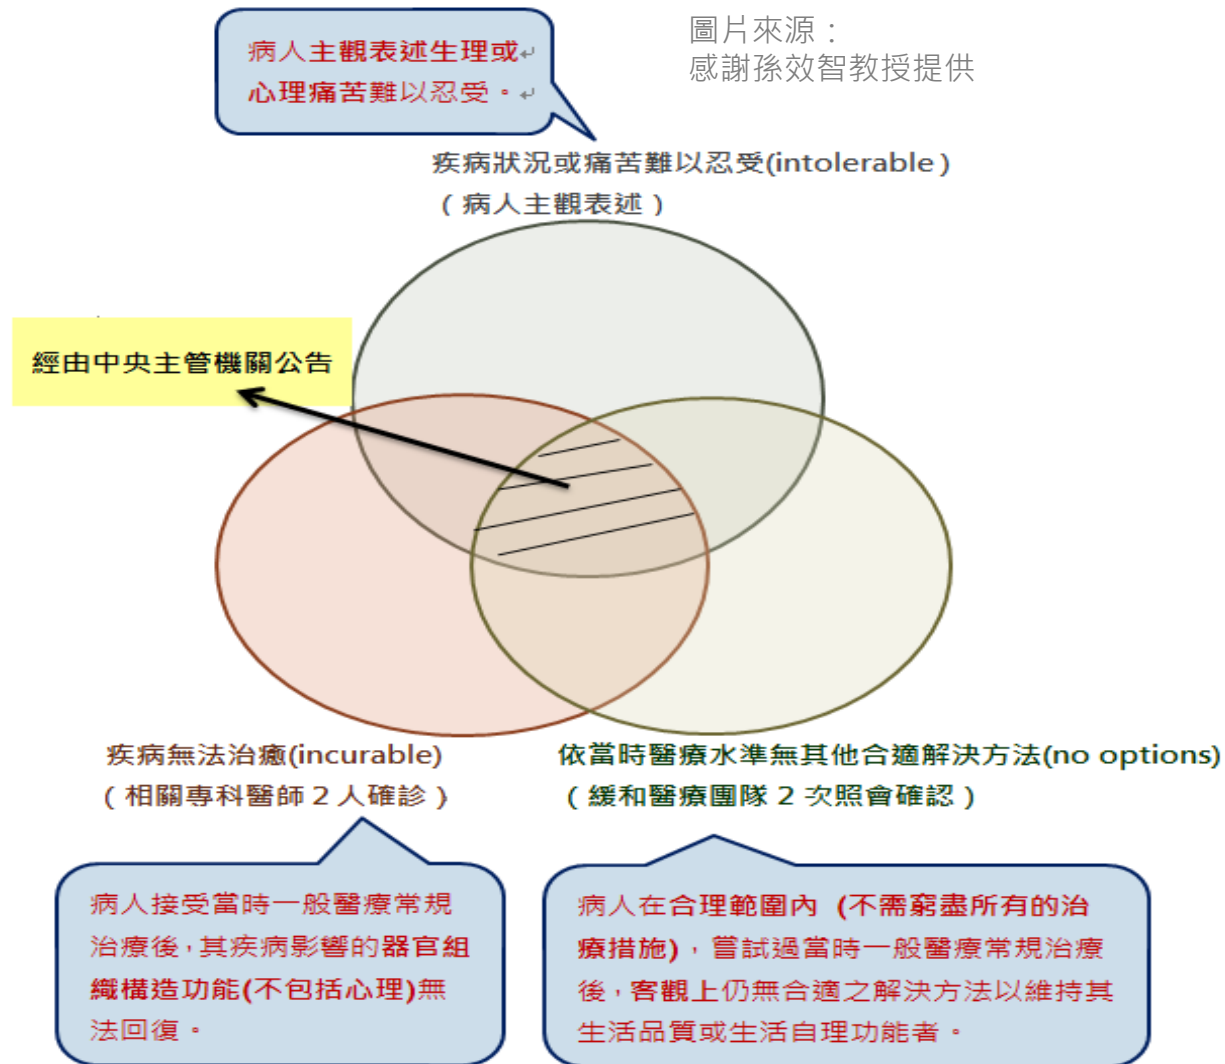 病人主觀表述生理或↵
心理痛苦難以忍受。↵
圖片來源：
感謝孫效智教授提供
疾病狀況或痛苦難以忍受(intolerable)
（病人主觀表述）
經由中央主管機關公告
疾病無法治癒(incurable)
（相關專科醫師２人確診）
依當時醫療水準無其他合適解決方法(no options)
（緩和醫療團隊２次照會確認）
病人接受當時一般醫療常規
治療後，其疾病影響的器官組
織構造功能(不包括心理)無
法回復。
病人在合理範圍內 (不需窮盡所有的治
療措施)，嘗試過當時一般醫療常規治療
後，客觀上仍無合適之解決方法以維持其
生活品質或生活自理功能者。